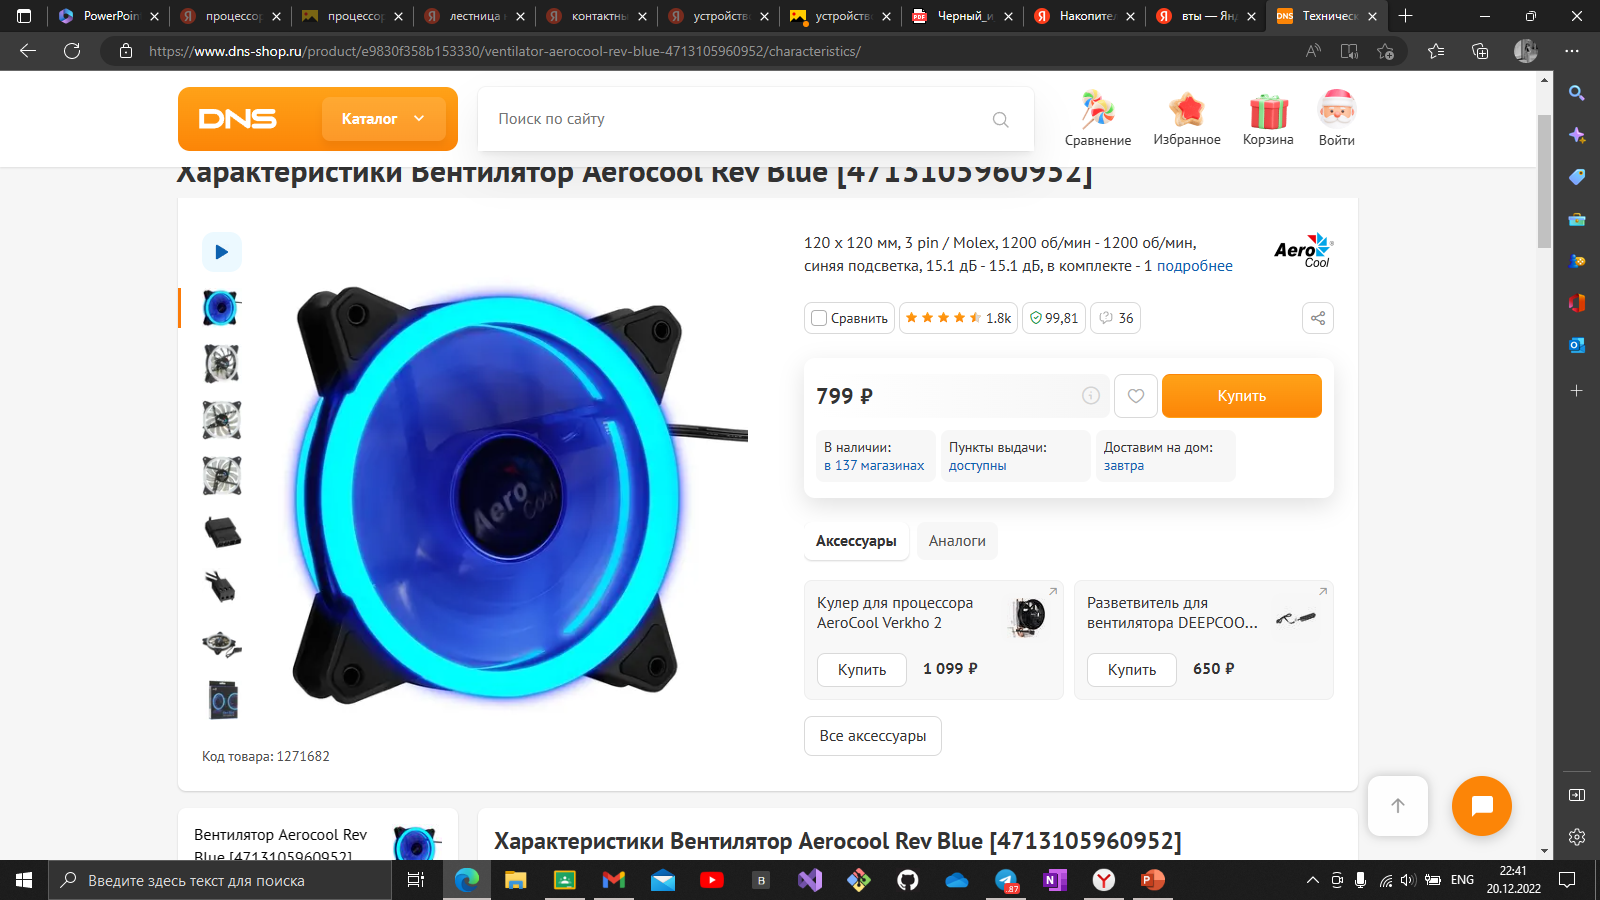 PowerPoin
процессор
процессор
лестница
контактны
устройств
устройств
Черный_и
Накопител
вты — Янд
Техническ
https://www.dns-shop.ru/product/e9830f358b153330/ventilator-aerocool-rev-blue-4713105960952/characteristics/
DNS
Каталог
Поиск по сайту
Сравнение
Избранное
Корзина
Войти
Характеристики Вентилятор Aerocool Rev Blue [4713105960952]
120 x 120 мм, 3 pin / Molex, 1200 об/мин - 1200 об/мин,
синяя подсветка, 15.1 дБ - 15.1 дБ, в комплекте - 1 подробнее
Aero Cool
Сравнить
1.8k
99,81
36
799 ₽
Купить
В наличии:
в 137 магазинах
Пункты выдачи:
доступны
Доставим на дом:
завтра
Aero Cool
Аксессуары
Аналоги
Кулер для процессора
AeroCool Verkho 2
Купить
1 099 ₽
Разветвитель для
вентилятора DEEPCOO...
Купить
650 ₽
Все аксессуары
Код товара: 1271682
Вентилятор Aerocool Rev
Blue [4713105960952]
Характеристики Вентилятор Aerocool Rev Blue [4713105960952]
Введите здесь текст для поиска
87
ENG
22:41
20.12.2022